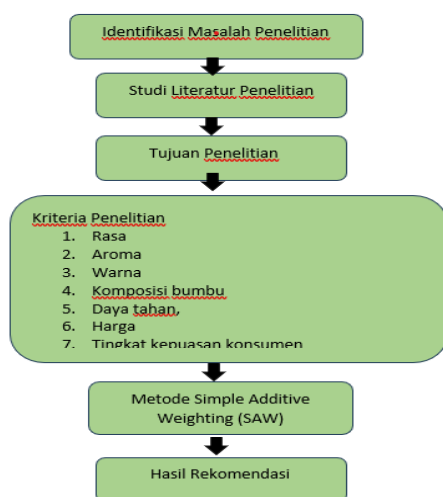 Identifikasi Masalah Penelitian
Studi Literatur Penelitian
Tujuan Penelitian
Kriteria Penelitian
1. Rasa
2. Aroma
3. Warna
4. Komposisi bumbu
5. Daya tahan,
6. Harga
7. Tingkat kepuasan konsumen
Metode Simple Additive
Weighting (SAW)
Hasil Rekomendasi